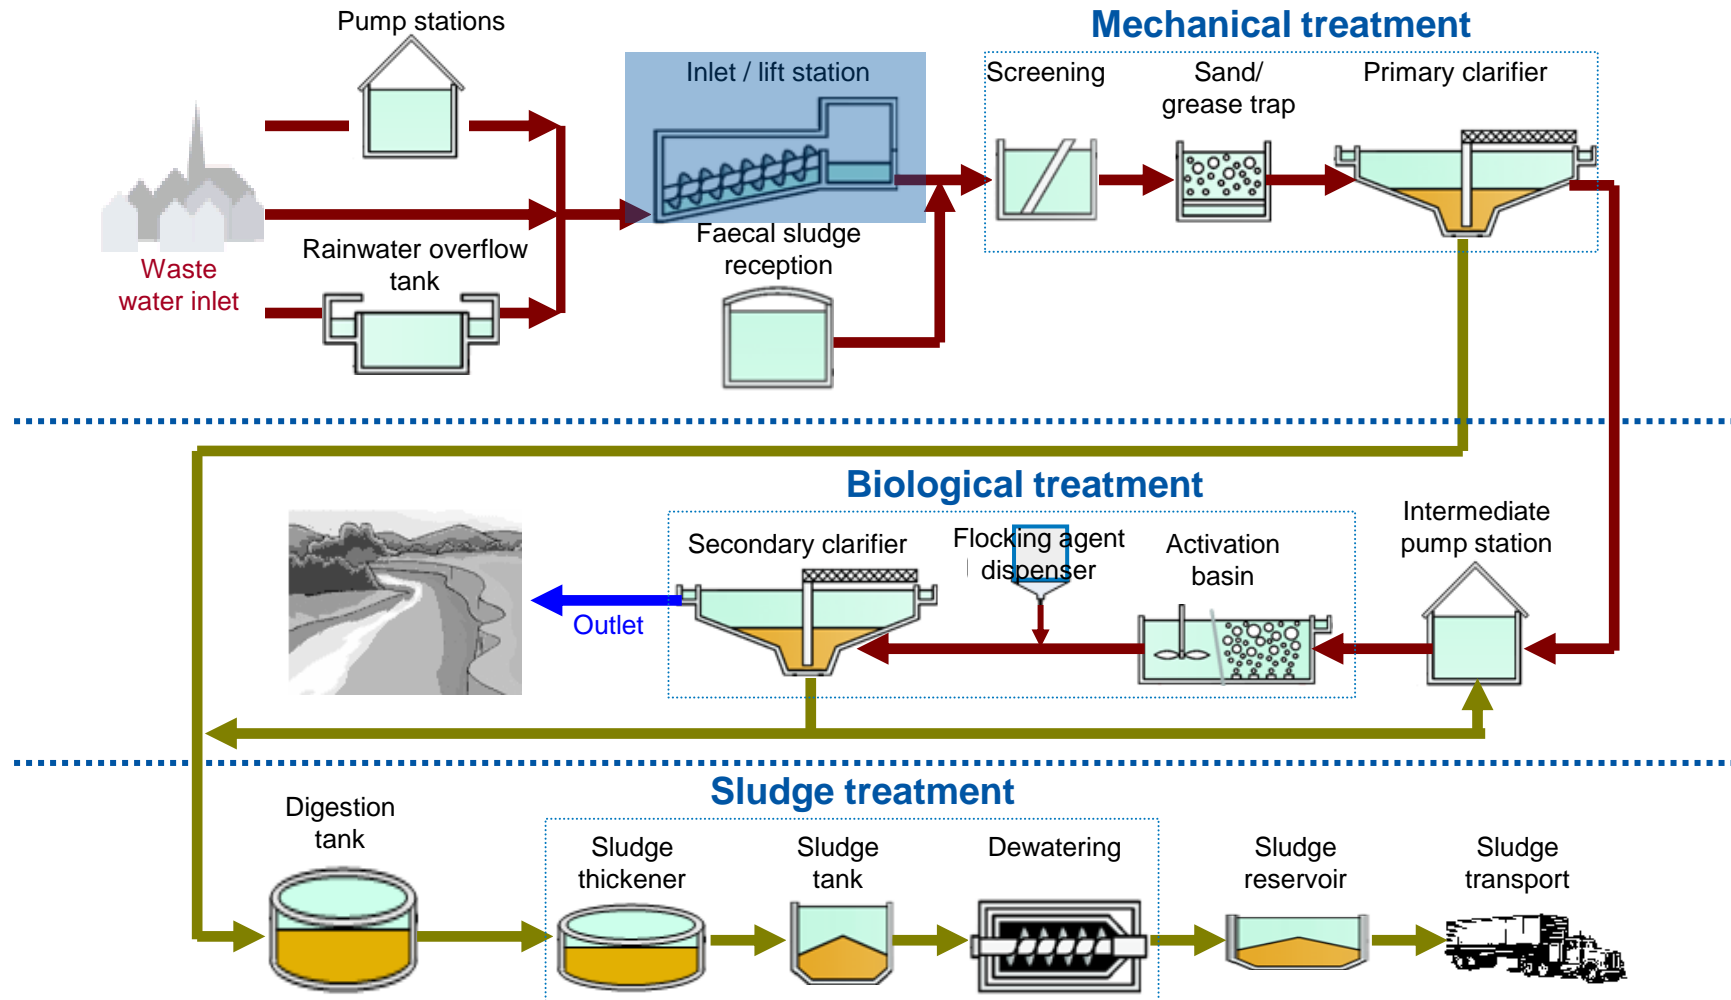 Pump stations
Mechanical treatment
Inlet / lift station
Screening
Sand/
grease trap
Primary clarifier
Waste
water inlet
Rainwater overflow
tank
Faecal sludge
reception
Biological treatment
Secondary clarifier
Flocking agent
dispenser
Activation
basin
Intermediate
pump station
Outlet
Sludge treatment
Digestion
tank
Sludge
thickener
Sludge
tank
Dewatering
Sludge
reservoir
Sludge
transport